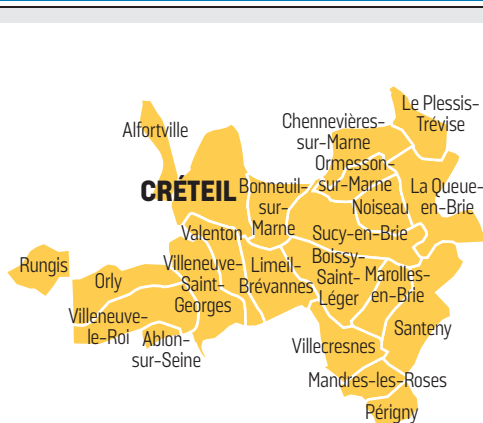 Le Plessis-
Trévise
Alfortville
Chennevières-
sur-Marne
Ormesson-
sur-Marne
CRÉTEIL
Bonneuil-
sur-
Marne
La Queue-
en-Brie
Noiseau
Valenton
Sucy-en-Brie
Rungis
Orly
Villeneuve-
Saint-
Georges
Limeil-
Brévannes
Boissy-
Saint-
Léger
Marolles-
en-Brie
Villeneuve-
le-Roi
Ablon-
sur-Seine
Santeny
Villecresnes
Mandres-les-Roses
Périgny